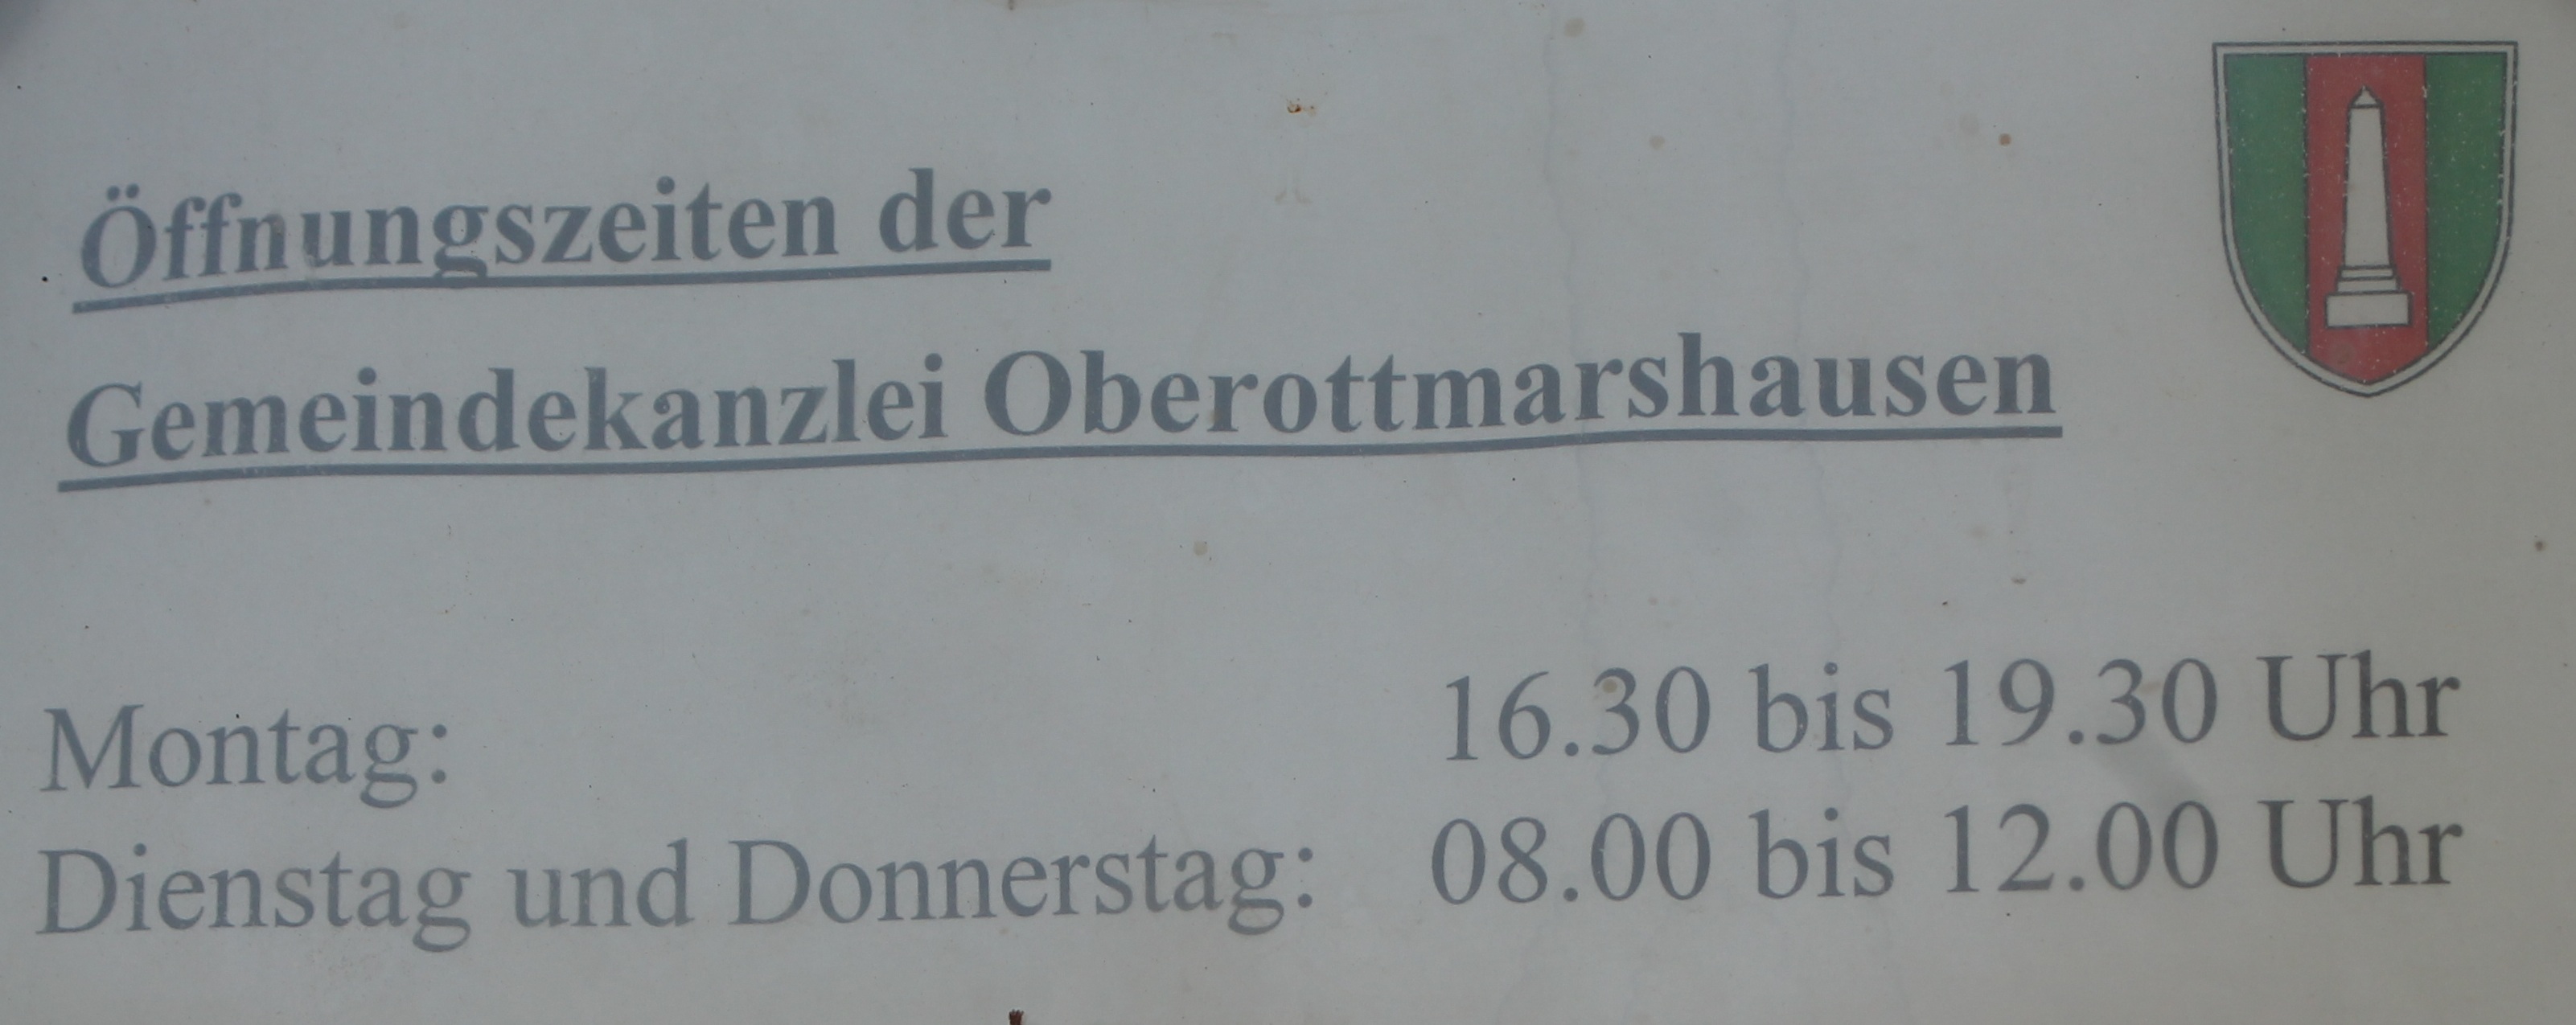 Öffnungszeiten der
Gemeindekanzlei Oberottmarshausen
Montag: 16.30 bis 19.30 Uhr
Dienstag und Donnerstag: 08.00 bis 12.00 Uhr